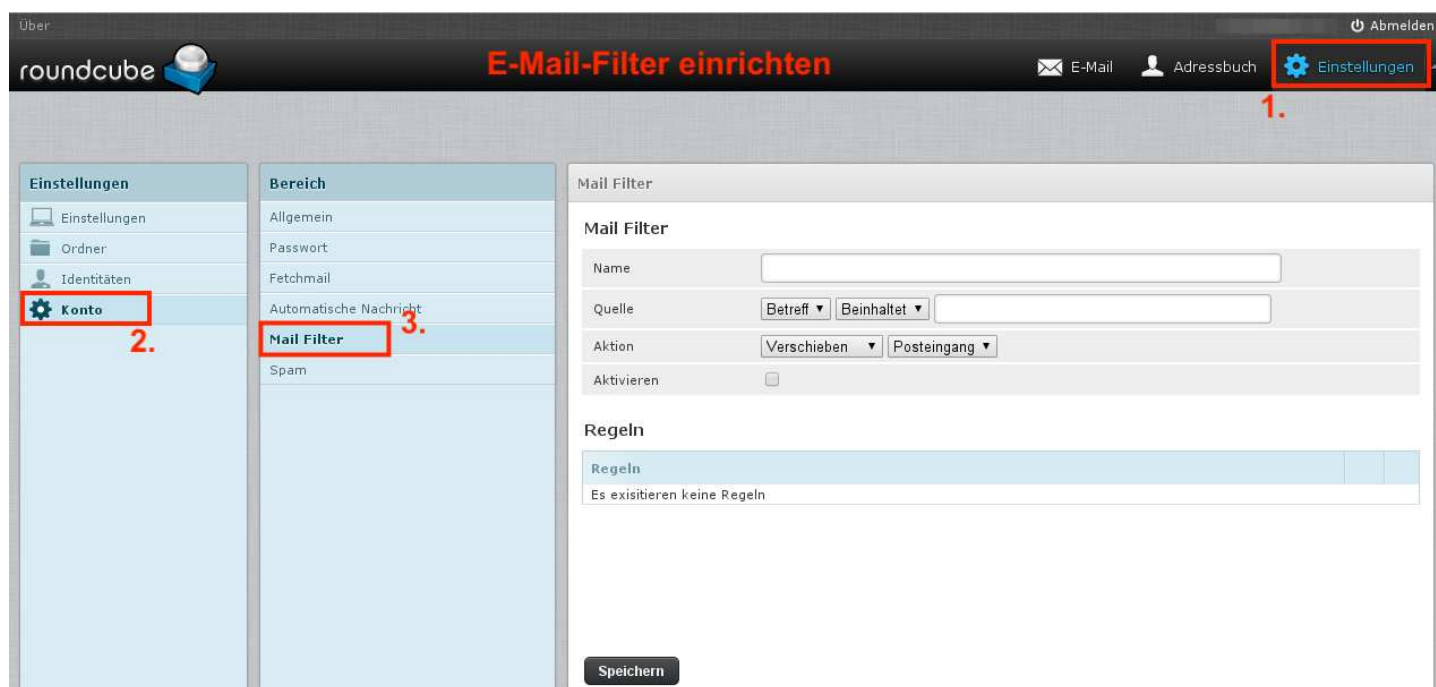 Über
Abmelden
roundcube
E-Mail-Filter einrichten
E-Mail
Adressbuch
Einstellungen
1.
Einstellungen
Einstellungen
Ordner
Identitäten
Konto
2.
Bereich
Allgemein
Passwort
Fetchmail
Automatische Nachricht
3.
Mail Filter
Spam
Mail Filter
Mail Filter
Name
Quelle Betreff Beinhaltet
Aktion Verschieben Posteingang
Aktivieren
Regeln
Regeln
Es exisitieren keine Regeln
Speichern